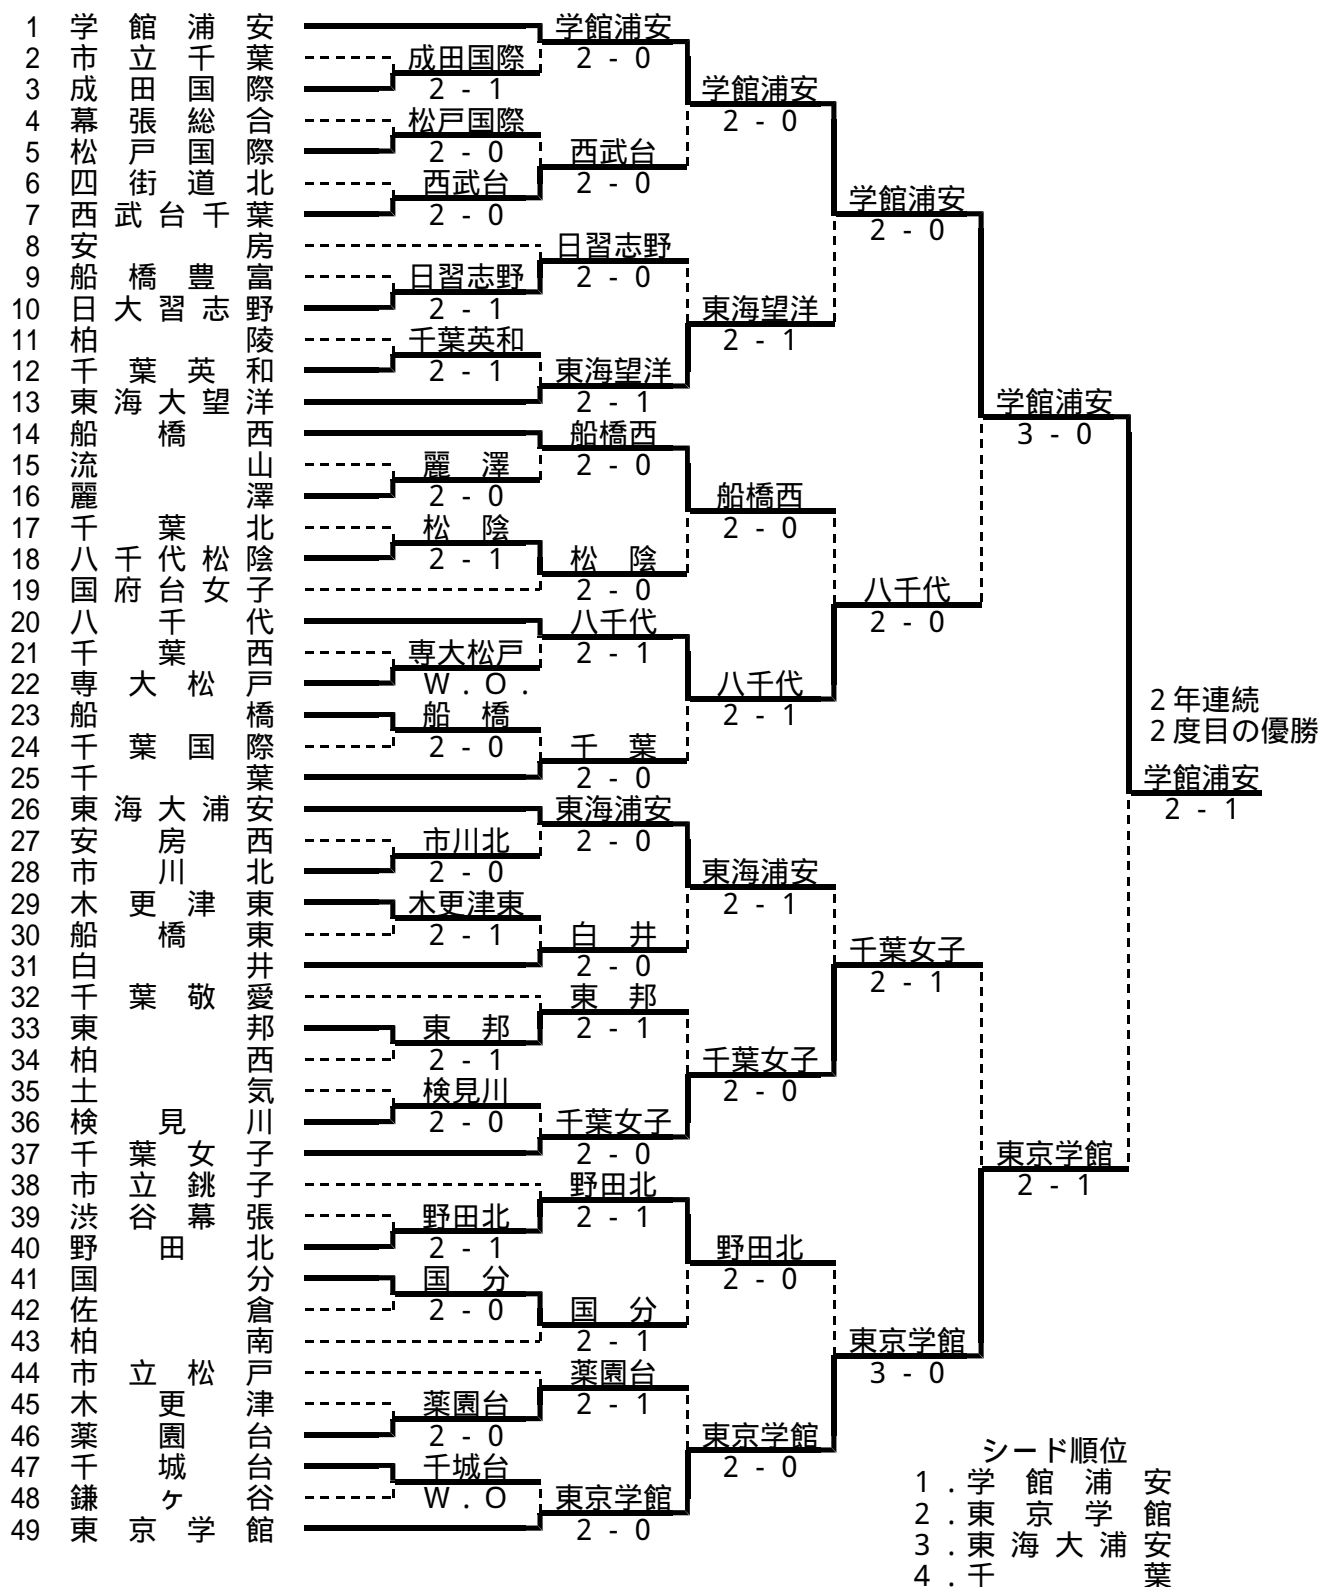 1 学館浦安
2 市立千葉
3 成田国際
4 幕張総合
5 松戸国際
6 四街道北
7 西武台千葉
8 安房
9 船橋豊富
10 日大習志野
11 柏陵
12 千葉英和
13 東海大望洋
14 船橋西
15 流山
16 麗澤
17 千葉北
18 八千代松陰
19 国府台女子
20 八千代
21 千葉西
22 専大松戸
23 船橋
24 千葉国際
25 千葉
26 東海大浦安
27 安房西
28 市川北
29 木更津東
30 船橋東
31 白井
32 千葉敬愛
33 東邦
34 柏西
35 土気
36 検見川
37 千葉女子
38 市立銚子
39 渋谷幕張
40 野田北
41 国分
42 佐倉
43 柏南
44 市立松戸
45 木更津
46 薬園台
47 千城台
48 鎌ヶ谷
49 東京学館
成田国際
2 - 1
松戸国際
2 - 0
西武台
2 - 0
日習志野
2 - 1
千葉英和
2 - 1
麗 澤
2 - 0
松 陰
2 - 1
専大松戸
W . O .
船 橋
2 - 0
市川北
2 - 0
木更津東
2 - 1
東 邦
2 - 1
検見川
2 - 0
野田北
2 - 1
国 分
2 - 0
薬園台
2 - 0
千城台
W . O
学館浦安
2 - 0
西武台
2 - 0
日習志野
2 - 0
東海望洋
2 - 1
船橋西
2 - 0
松 陰
2 - 0
八千代
2 - 1
千 葉
2 - 0
東海浦安
2 - 0
白 井
2 - 0
東 邦
2 - 1
千葉女子
2 - 0
野田北
2 - 1
国 分
2 - 1
薬園台
2 - 1
東京学館
2 - 0
学館浦安
2 - 0
東海望洋
2 - 1
船橋西
2 - 0
八千代
2 - 1
東海浦安
2 - 1
千葉女子
2 - 0
野田北
2 - 0
東京学館
2 - 0
学館浦安
2 - 0
八千代
2 - 0
千葉女子
2 - 1
東京学館
3 - 0
学館浦安
3 - 0
東京学館
2 - 1
2年連続
2度目の優勝
学館浦安
2 - 1
シード順位
1 . 学館浦安
2 . 東京学館
3 . 東海大浦安
4 . 千葉